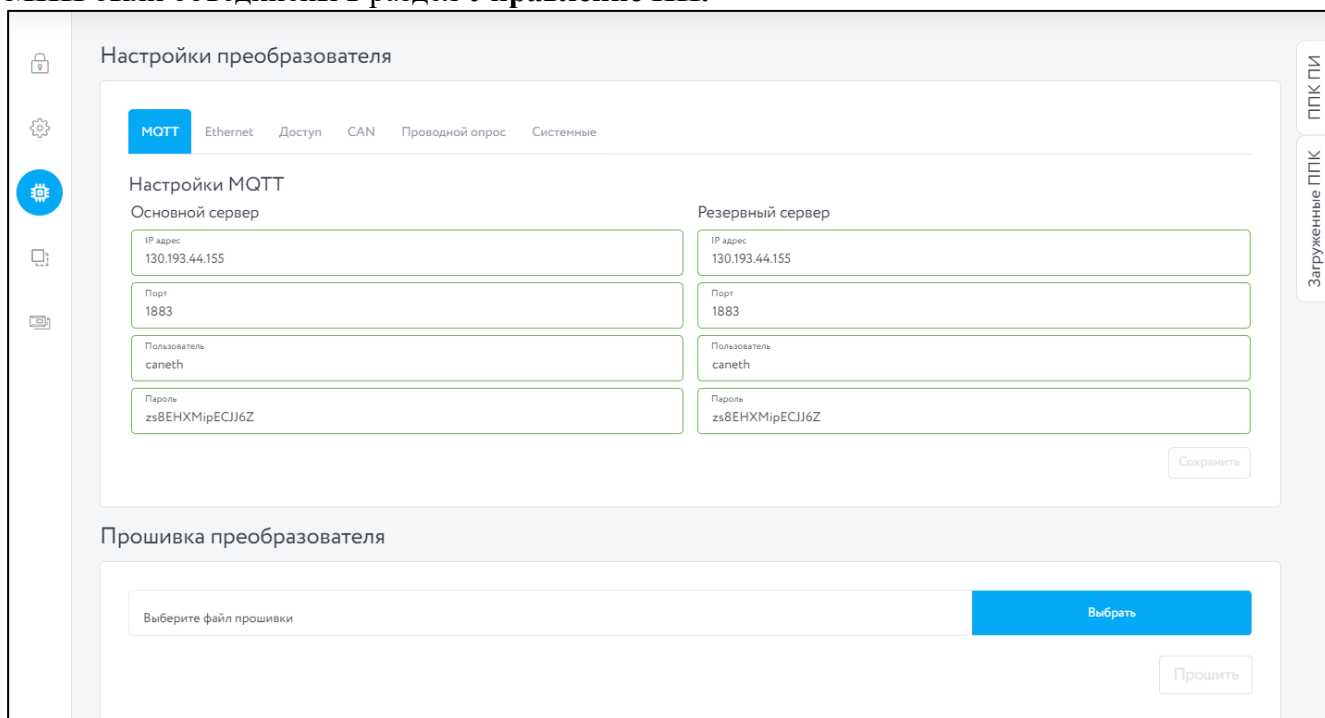 Настройки преобразователя
MQTT Ethernet Доступ CAN Проводной опрос Системные
Настройки MQTT
Основной сервер
IP адрес
130.193.44.155
Порт
1883
Пользователь
caneth
Пароль
zs8EHXMipECJJ6Z
Резервный сервер
IP адрес
130.193.44.155
Порт
1883
Пользователь
caneth
Пароль
zs8EHXMipECJJ6Z
Сохранить
Прошивка преобразователя
Выберите файл прошивки
Выбрать
Прошить
ППК ПИ
Загруженные ППК